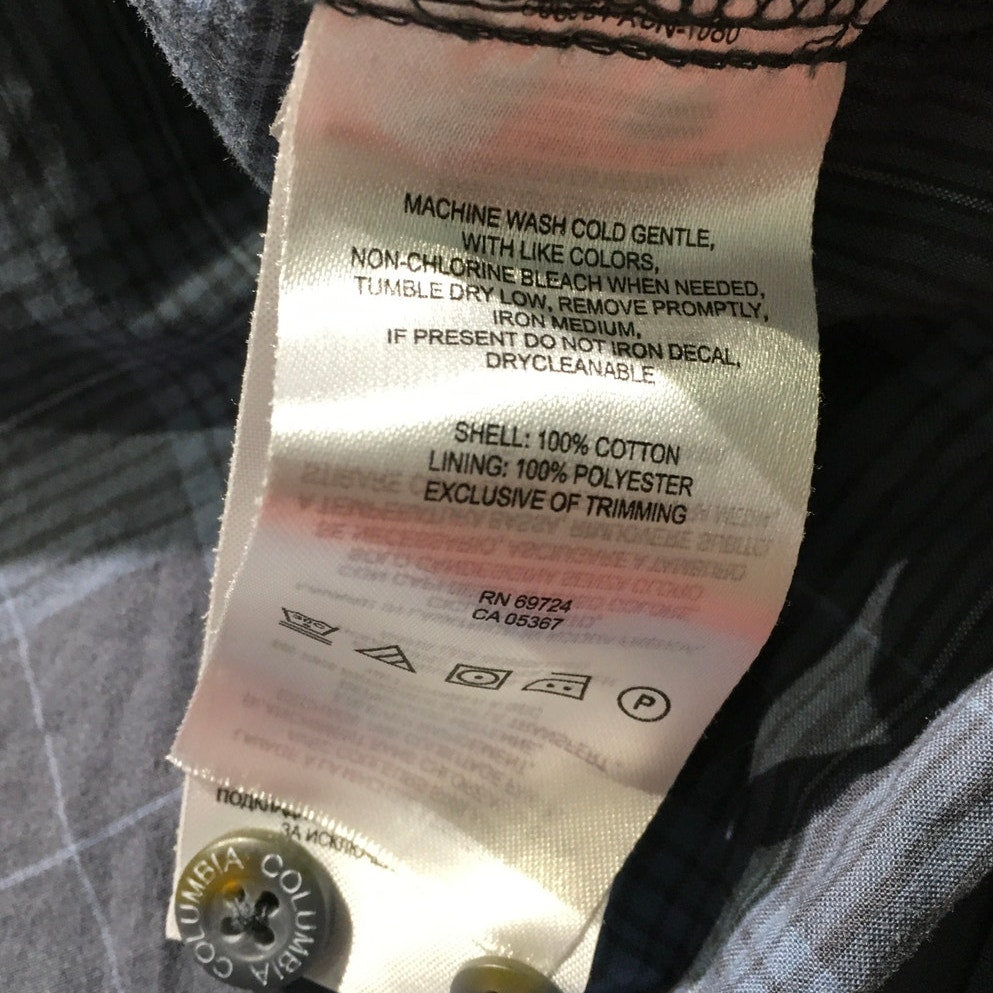 MACHINE WASH COLD GENTLE,
WITH LIKE COLORS,
NON-CHLORINE BLEACH WHEN NEEDED,
TUMBLE DRY LOW, REMOVE PROMPTLY,
IRON MEDIUM,
IF PRESENT DO NOT IRON DECAL,
DRYCLEANABLE
SHELL: 100% COTTON
LINING: 100% POLYESTER
EXCLUSIVE OF TRIMMING
RN 69724
CA 05367
P
ЗА
COLUMBIA COLUMBIA